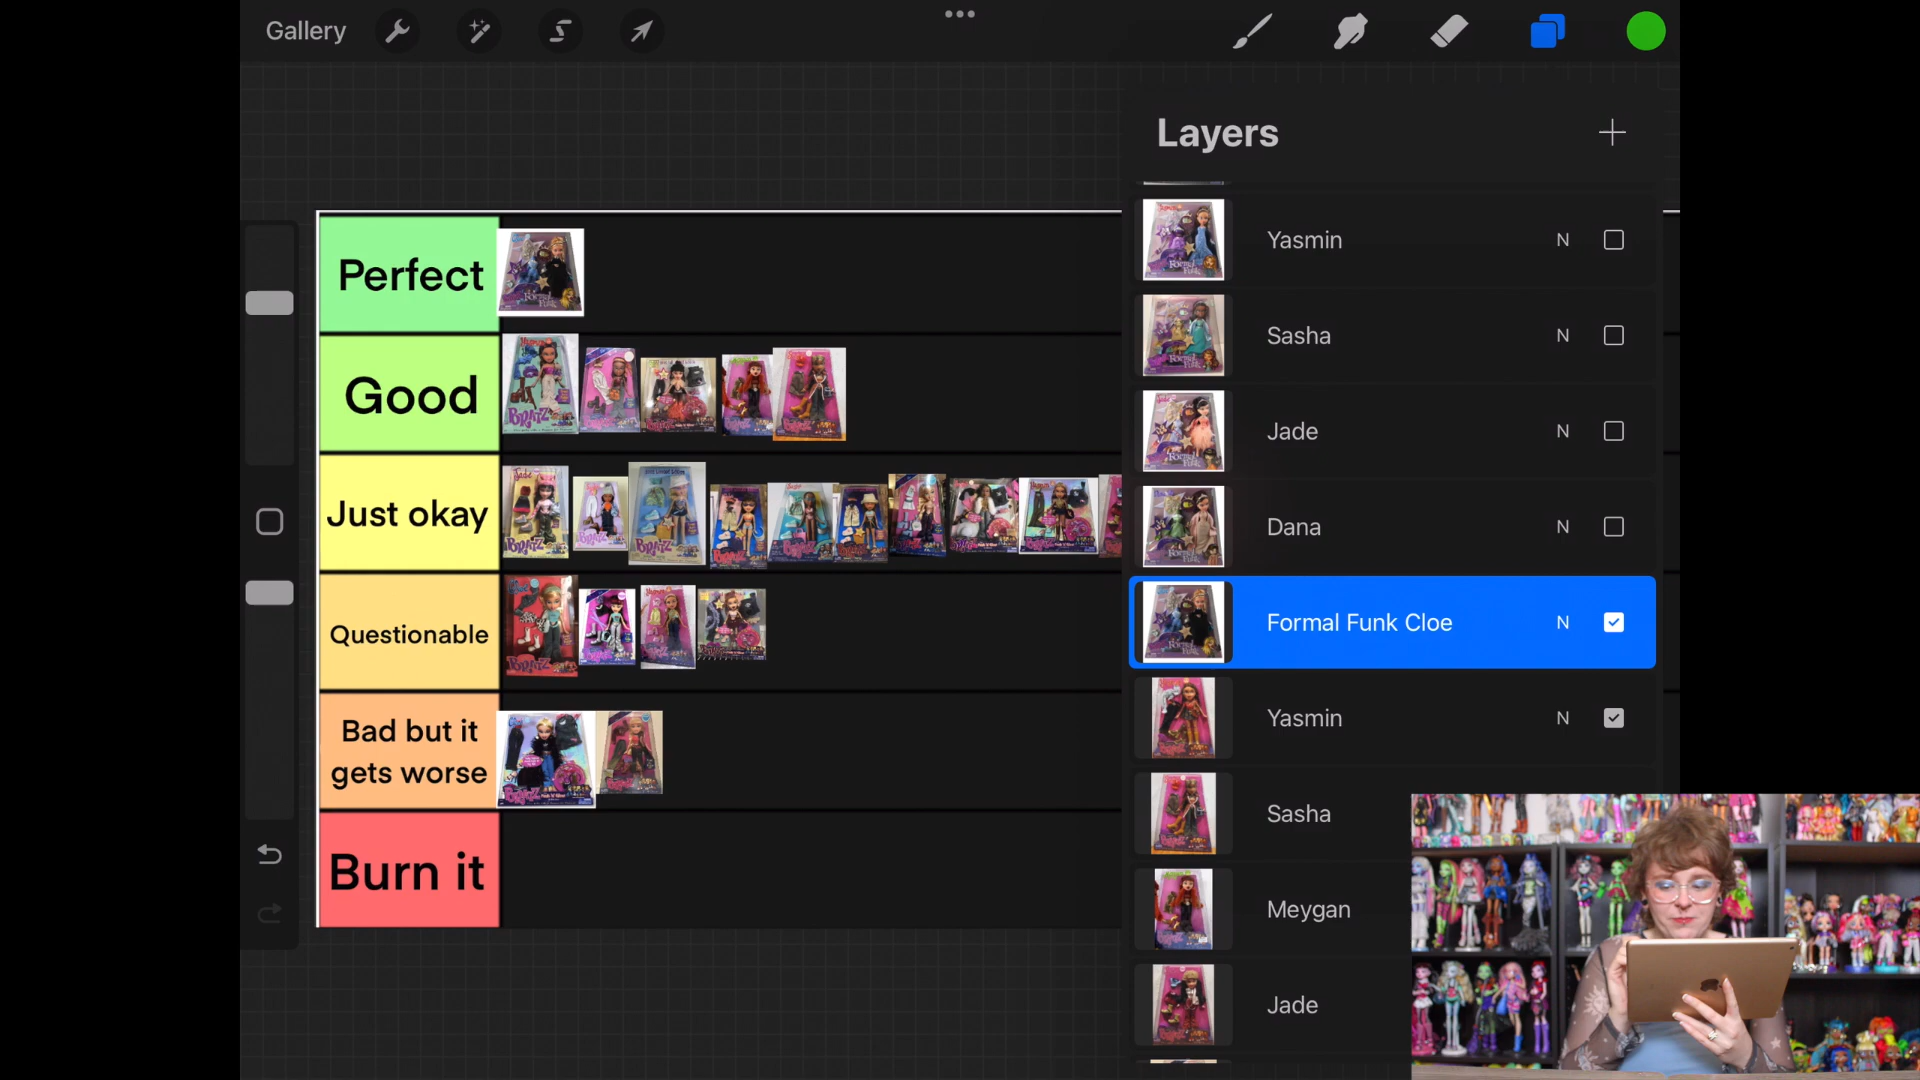 Gallery
Layers
Perfect
Good
Just okay
Questionable
Bad but it
gets worse
Burn it
Yasmin N
Sasha N
Jade N
Dana N
Formal Funk Cloe N
Yasmin N
Sasha
Meygan
Jade